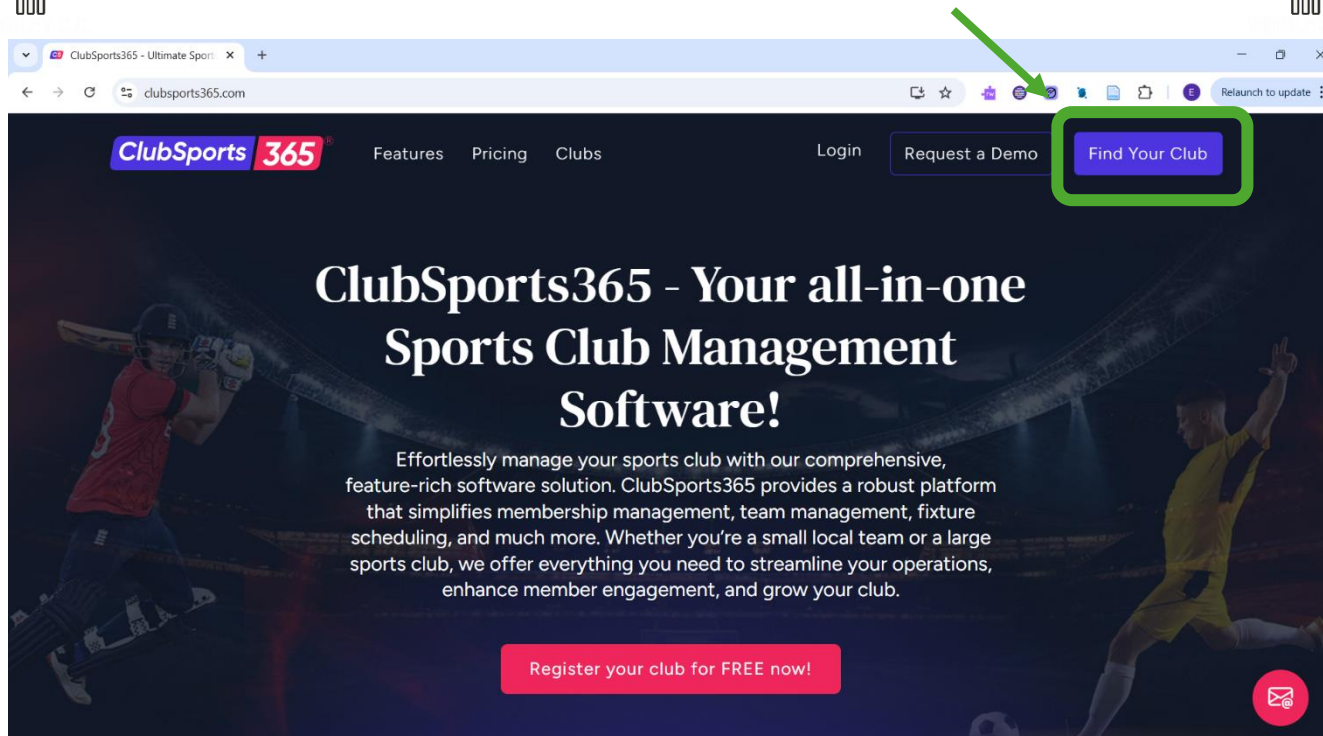 ClubSports365 - Ultimate Sport
clubsports365.com
E
Relaunch to update
ClubSports 365®
Features Pricing Clubs Login Request a Demo Find Your Club
ClubSports365 - Your all-in-one
Sports Club Management
Software!
Effortlessly manage your sports club with our comprehensive,
feature-rich software solution. ClubSports365 provides a robust platform
that simplifies membership management, team management, fixture
scheduling, and much more. Whether you’re a small local team or a large
sports club, we offer everything you need to streamline your operations,
enhance member engagement, and grow your club.
Register your club for FREE now!